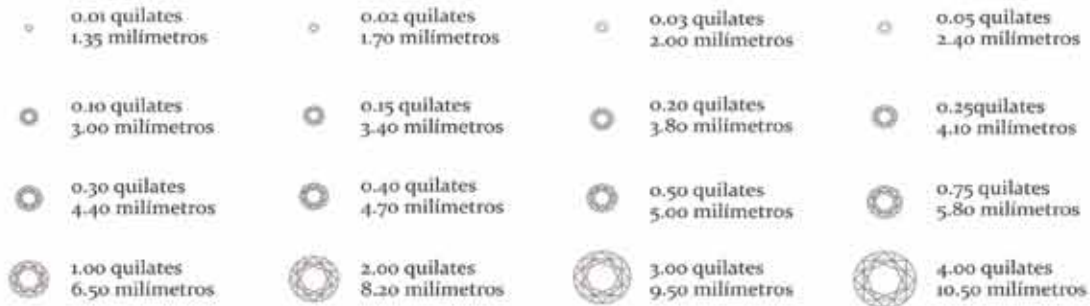 0.01 quilates
1.35 milímetros
0.02 quilates
1.70 milímetros
0.03 quilates
2.00 milímetros
0.05 quilates
2.40 milímetros
0.10 quilates
3.00 milímetros
0.15 quilates
3.40 milímetros
0.20 quilates
3.80 milímetros
0.25quilates
4.10 milímetros
0.30 quilates
4.40 milímetros
0.40 quilates
4.70 milímetros
0.50 quilates
5.00 milímetros
0.75 quilates
5.80 milímetros
1.00 quilates
6.50 milímetros
2.00 quilates
8.20 milímetros
3.00 quilates
9.50 milímetros
4.00 quilates
10.50 milímetros